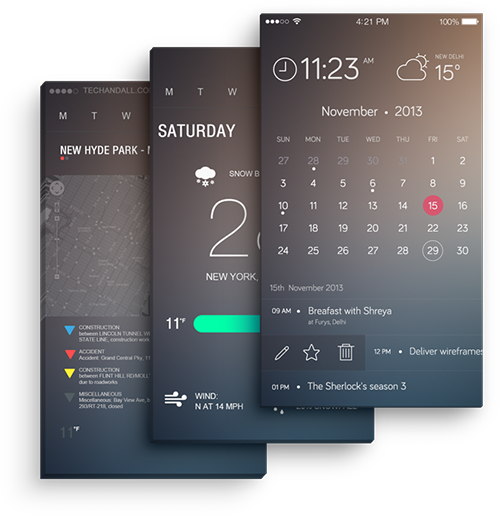 TECHANDALL.CO
M T W
NEW HYDE PARK -
CONSTRUCTION
between LINCOLN TUNNEL
STATE LINE, construction work
ACCIDENT
Accident: Grand Central Pky,
CONSTRUCTION
between FLINT HILL
due to roadworks
MISCELLANEOUS
Miscellaneous: Bay View Ave,
293/RT-218, closed
11°F
M T W
SATURDAY
SNOW
2
NEW YORK,
11°F
WIND:
N AT 14 MPH
4:21 PM 100%
11:23 AM
NEW DELHI
15°
November • 2013
SUN MON TUE WED THU FRI SAT
27 28 29 30 31 1 2
3 4 5 6 7 8 9
10 11 12 13 14 15 16
17 18 19 20 21 22 23
24 25 26 27 28 29 30
15th November 2013
09 AM • Breafast with Shreya
at Furys, Delhi
12 PM • Deliver wireframes
01 PM • The Sherlock's season 3